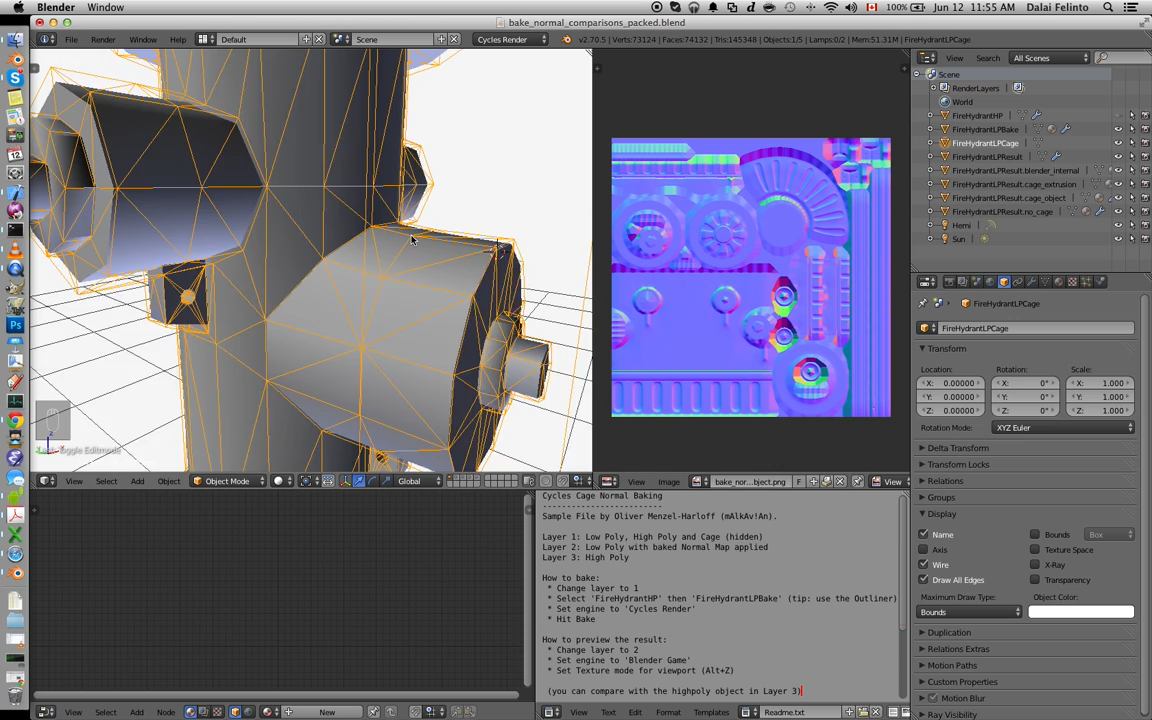 Blender Window 100% Jun 12 11:55 AM Dalai Felinto
bake_normal_comparisons_packed.blend
File Render Window Help Default Scene Cycles Render v2.70.5 | Verts:73124 | Faces:74132 | Tris:145348 | Objects:1/5 | Lamps:0/2 | Mem:51.31M | FireHydrantLPCage
View Search All Scenes
Scene
RenderLayers
World
FireHydrantHP
FireHydrantLPBake
FireHydrantLPCage
FireHydrantLPResult
FireHydrantLPResult.blender_internal
FireHydrantLPResult.cage_extrusion
FireHydrantLPResult.cage_object
FireHydrantLPResult.no_cage
Hemi
Sun
FireHydrantLPCage
FireHydrantLPCage
Transform
Location: Rotation: Scale:
X: 0.00000 X: 0° X: 1.000
Y: 0.00000 Y: 0° Y: 1.000
Z: 0.00000 Z: 0° Z: 1.000
Rotation Mode: XYZ Euler
Delta Transform
Transform Locks
Relations
Groups
Display
Name Bounds Box
Axis Texture Space
Wire X-Ray
Draw All Edges Transparency
Maximum Draw Type: Object Color:
Bounds
Duplication
Relations Extras
Motion Paths
Custom Properties
Motion Blur
Ray Visibility
Toggle Editmode
View Select Add Object Object Mode Global
View Image bake_nor...bject.png F View
Cycles Cage Normal Baking
-------------------------
Sample File by Oliver Menzel-Harloff (mAlkAv!An).
Layer 1: Low Poly, High Poly and Cage (hidden)
Layer 2: Low Poly with baked Normal Map applied
Layer 3: High Poly
How to bake:
* Change layer to 1
* Select 'FireHydrantHP' then 'FireHydrantLPBake' (tip: use the Outliner)
* Set engine to 'Cycles Render'
* Hit Bake
How to preview the result:
* Change layer to 2
* Set engine to 'Blender Game'
* Set Texture mode for viewport (Alt+Z)
(you can compare with the highpoly object in Layer 3)
View Select Add Node New
View Text Edit Format Templates Readme.txt